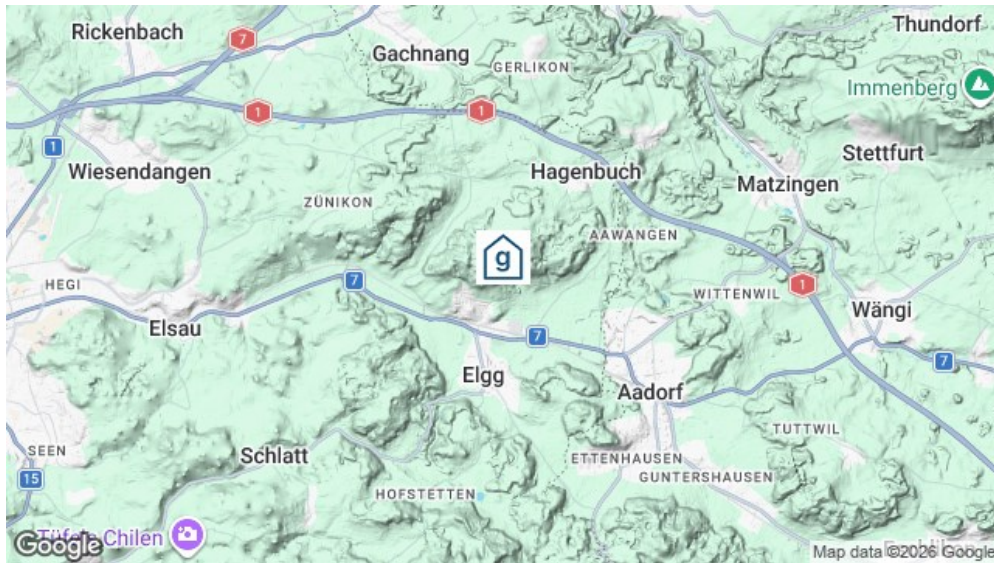 Rickenbach
7
Gachnang
Thundorf
GERLIKON
Immenberg
1
1
1
Wiesendangen
Hagenbuch
Stettfurt
Matzingen
ZÜNIKON
AAWANGEN
g
HEGI
7
WITTENWIL
1
Elsau
Wängi
7
7
Elgg
Aadorf
TUTTWIL
SEEN
Schlatt
ETTENHAUSEN
15
GUNTERSHAUSEN
HOFSTETTEN
Tüfels Chilen
Google
Map data ©2026 Google